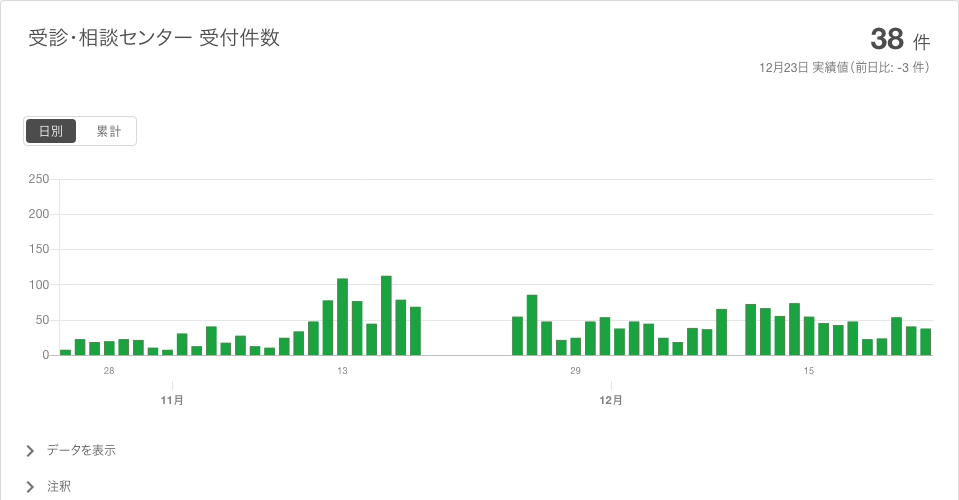 受診・相談センター 受付件数
38 件
12月23日 実績値（前日比: -3 件）
日別 累計
250
200
150
100
50
0
28 13 29 15
11月 12月
データを表示
注釈